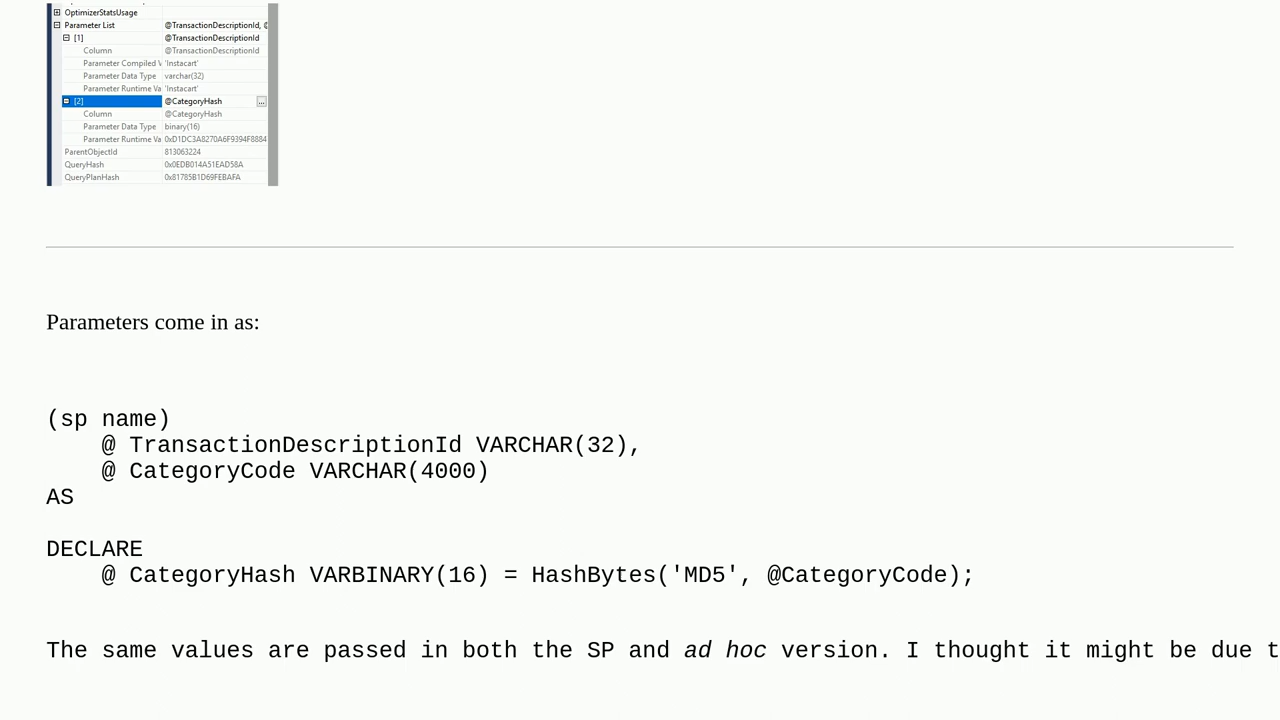 OptimizerStatsUsage
Parameter List @TransactionDescriptionId, @
[1] @TransactionDescriptionId
Column @TransactionDescriptionId
Parameter Compiled V 'Instacart'
Parameter Data Type varchar(32)
Parameter Runtime Va 'Instacart'
[2] @CategoryHash ...
Column @CategoryHash
Parameter Data Type binary(16)
Parameter Runtime Va 0xD1DC3A8270A6F9394F8884
ParentObjectId 813063224
QueryHash 0x0EDB014A51EAD58A
QueryPlanHash 0x81785B1D69FEBAFA
Parameters come in as:
(sp name)
@ TransactionDescriptionId VARCHAR(32),
@ CategoryCode VARCHAR(4000)
AS
DECLARE
@ CategoryHash VARBINARY(16) = HashBytes('MD5', @CategoryCode);
The same values are passed in both the SP and ad hoc version. I thought it might be due t